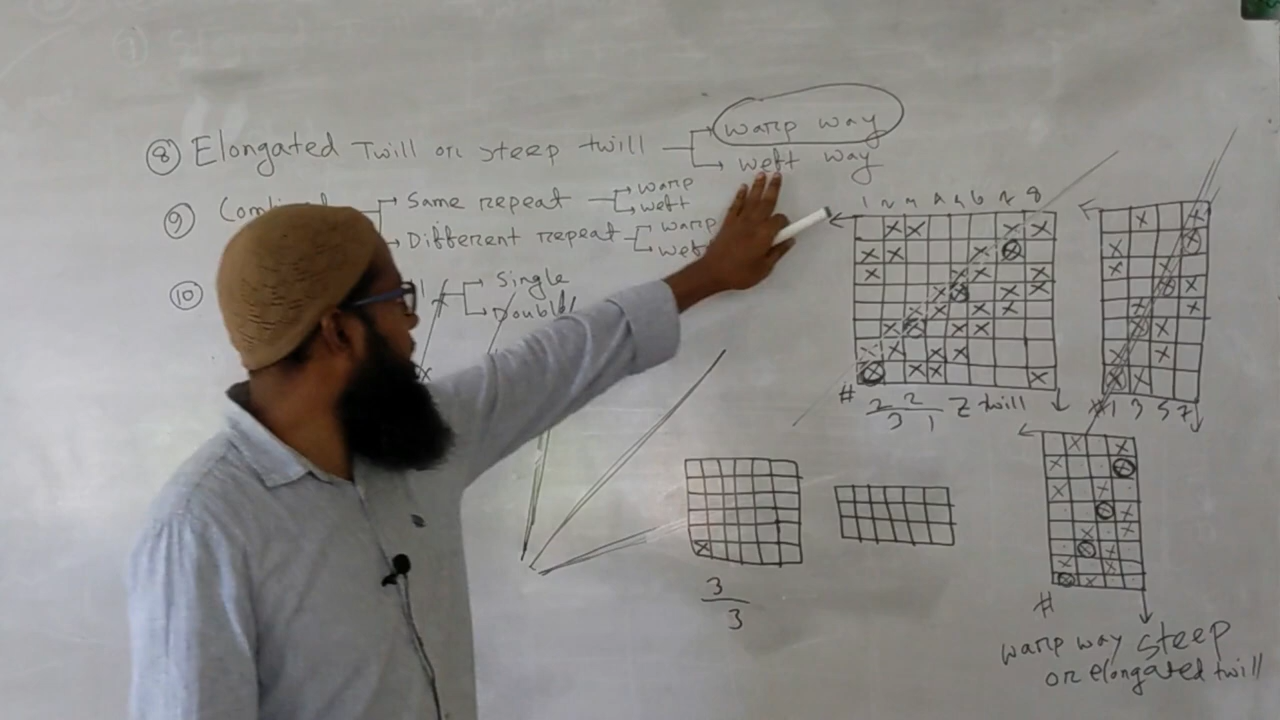 ⑧ Elongated Twill or steep twill → warp way
→ weft way
⑨ → Same repeat → warp
→ weft
→ Different repeat → warp
⑩ → Single
→ Double
1 2 3 4 5 6 7 8
# 2 2 Z twill
3 1
1 3 5 7
3
3
#
warp way steep
or elongated twill